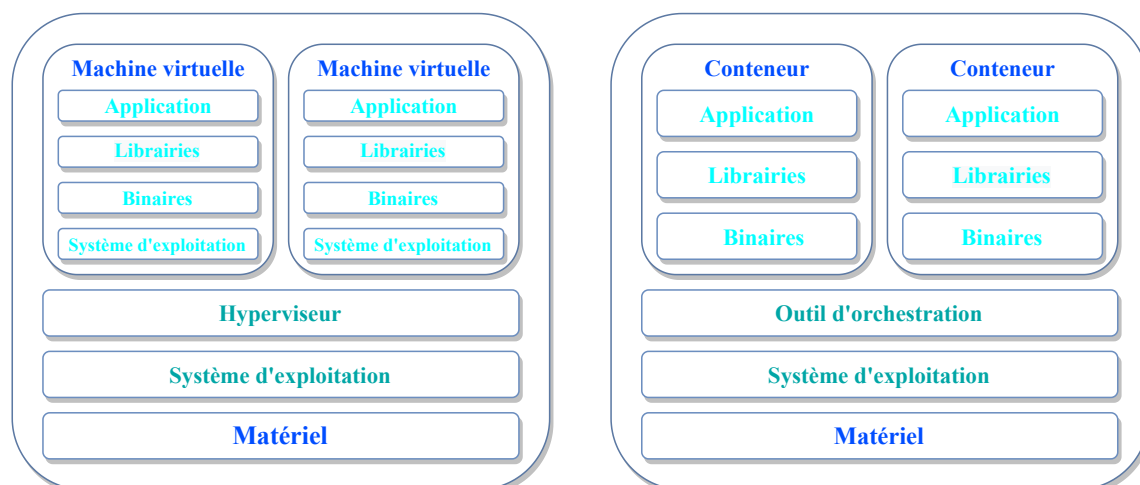 Machine virtuelle
Application
Librairies
Binaires
Système d'exploitation
Machine virtuelle
Application
Librairies
Binaires
Système d'exploitation
Hyperviseur
Système d'exploitation
Matériel
Conteneur
Application
Librairies
Binaires
Conteneur
Application
Librairies
Binaires
Outil d'orchestration
Système d'exploitation
Matériel